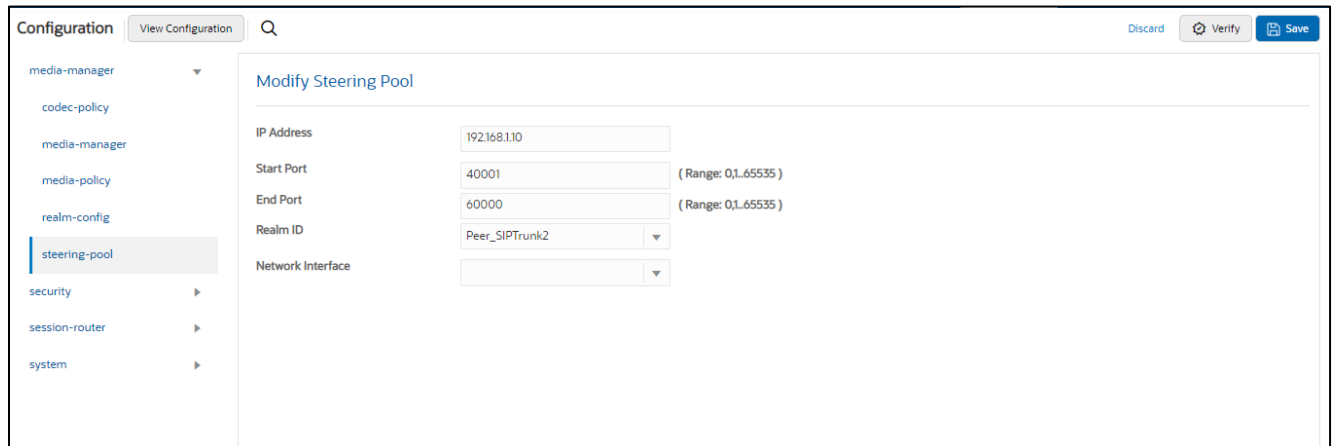 Configuration View Configuration Discard Verify Save
media-manager
codec-policy
media-manager
media-policy
realm-config
steering-pool
security
session-router
system
Modify Steering Pool
IP Address 192.168.1.10
Start Port 40001 ( Range: 0,1..65535 )
End Port 60000 ( Range: 0,1..65535 )
Realm ID Peer_SIPTrunk2
Network Interface